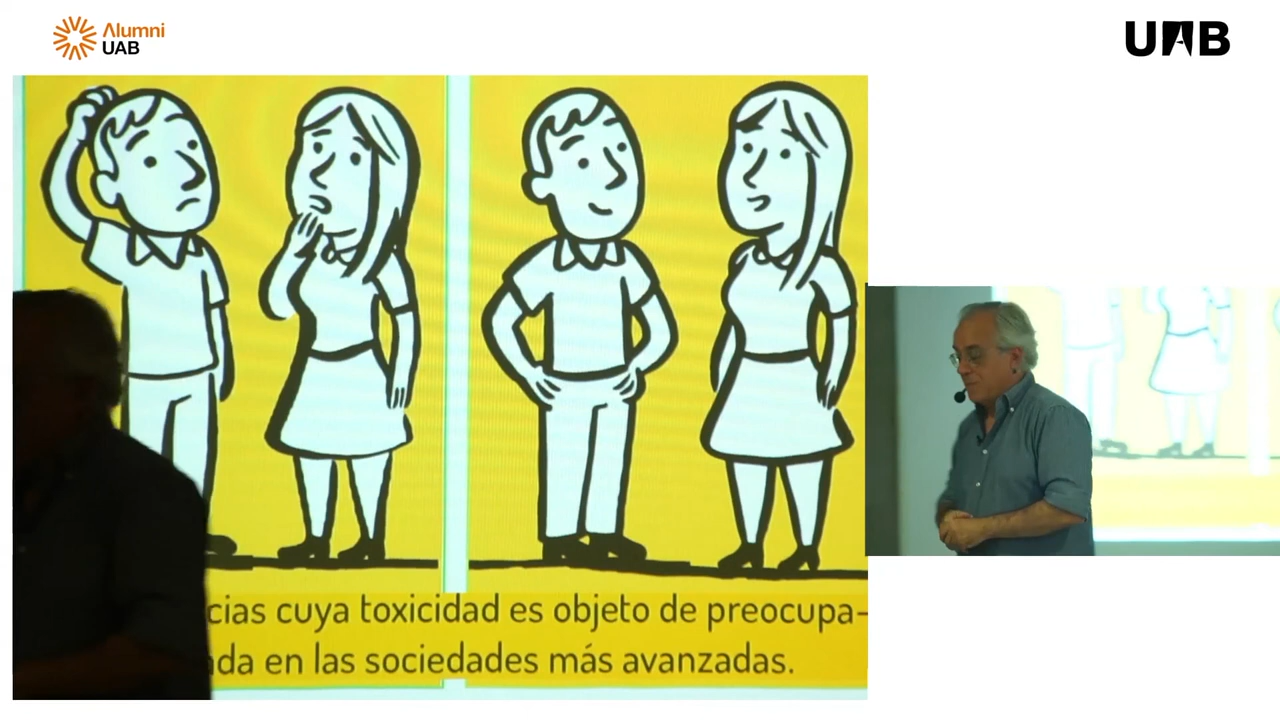 Alumni
UAB
UAB
cias cuya toxicidad es objeto de preocupa-
ada en las sociedades más avanzadas.